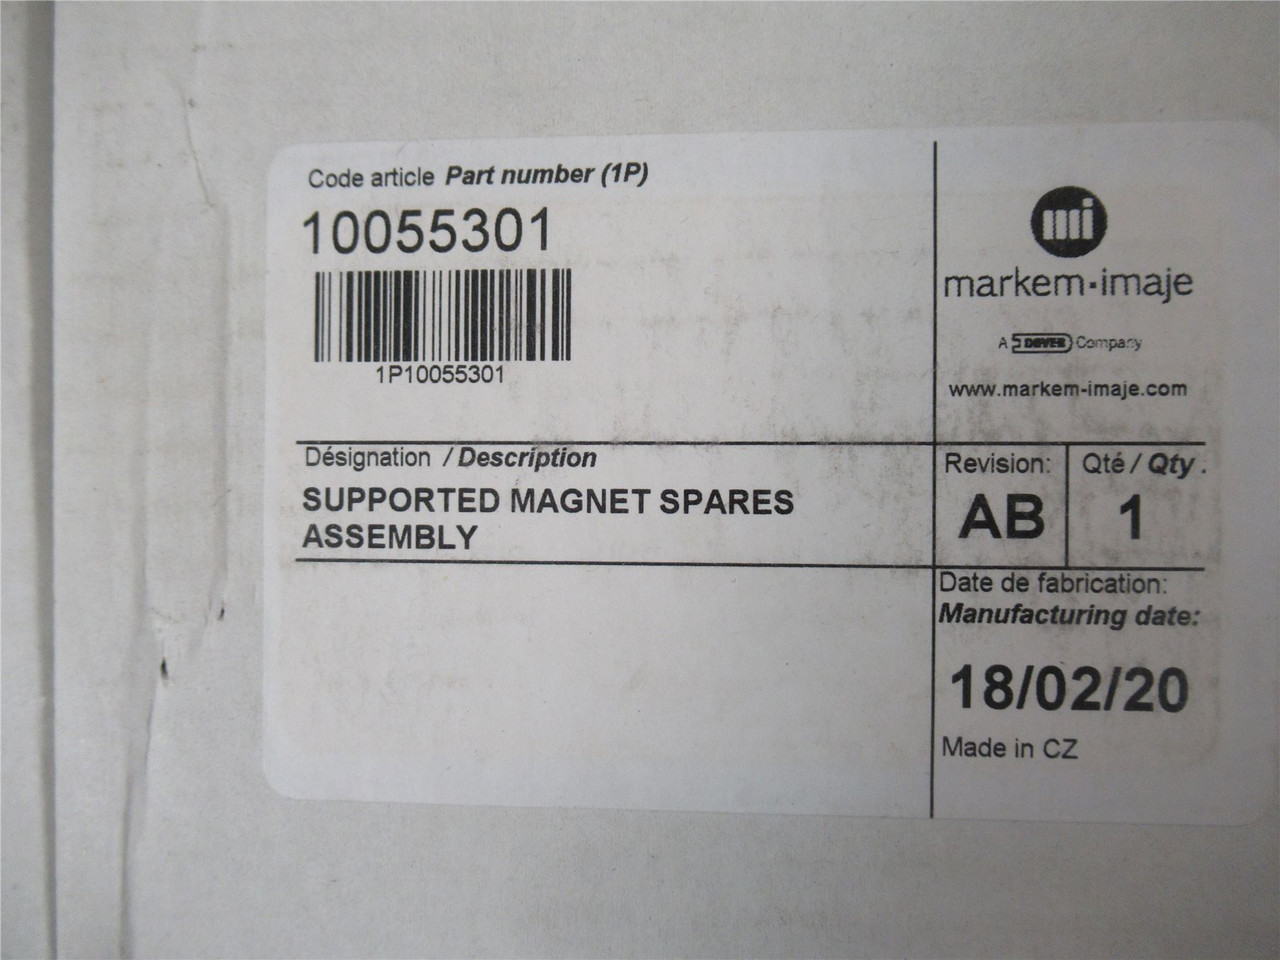 Code article Part number (1P)
10055301
1P10055301
mi
markem-imaje
A DOVER Company
www.markem-imaje.com
Désignation / Description
SUPPORTED MAGNET SPARES
ASSEMBLY
Revision:
AB
Qté / Qty.
1
Date de fabrication:
Manufacturing date:
18/02/20
Made in CZ